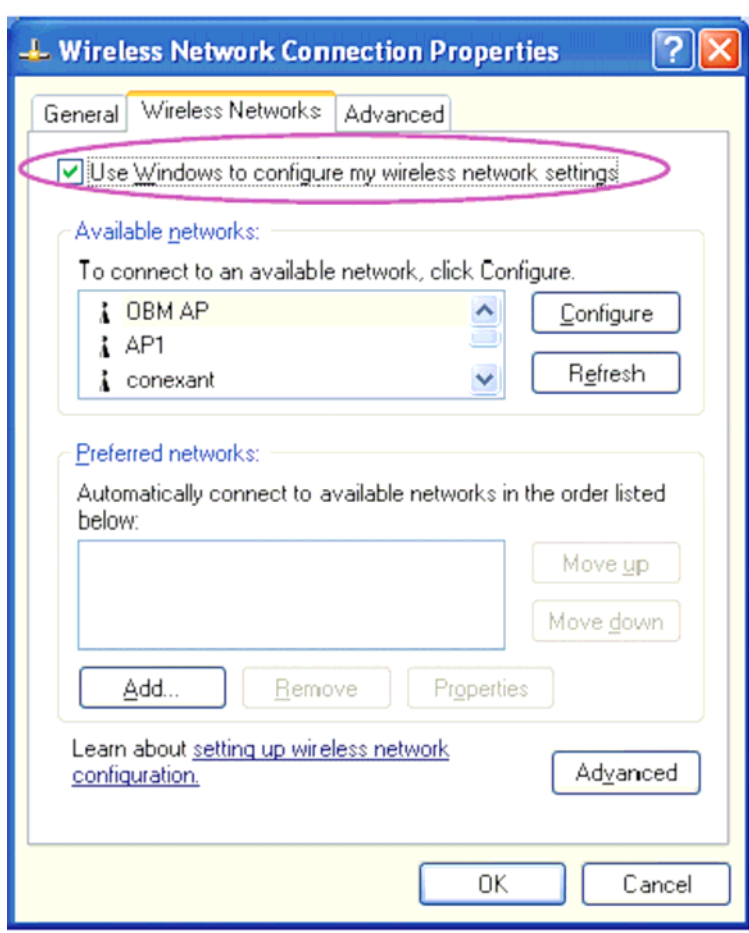 Wireless Network Connection Properties
General Wireless Networks Advanced
Use Windows to configure my wireless network settings
Available networks:
To connect to an available network, click Configure.
OBM AP
AP1
conexant
Configure
Refresh
Preferred networks:
Automatically connect to available networks in the order listed
below:
Move up
Move down
Add... Remove Properties
Learn about setting up wireless network
configuration.
Advanced
OK Cancel